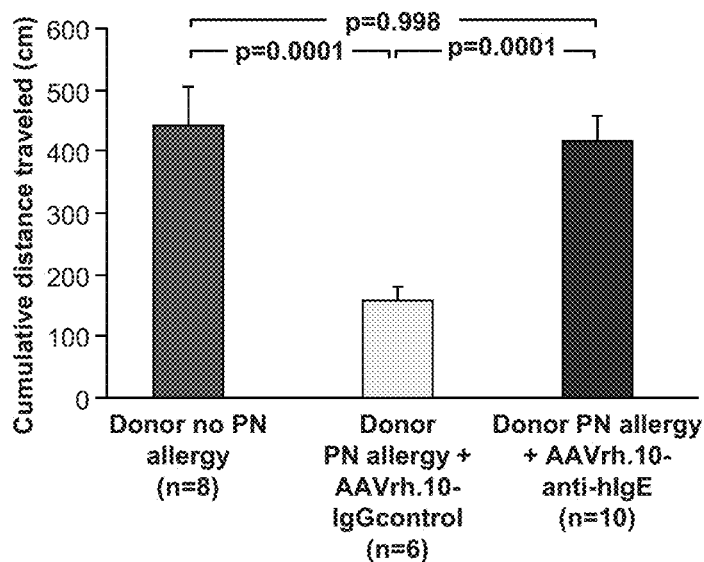 p=0.998
p=0.0001 p=0.0001
Cumulative distance traveled (cm)
600
500
400
300
200
100
0
Donor no PN
allergy
(n=8)
Donor
PN allergy +
AAVrh.10-
IgGcontrol
(n=6)
Donor PN allergy
+ AAVrh.10-
anti-hIgE
(n=10)